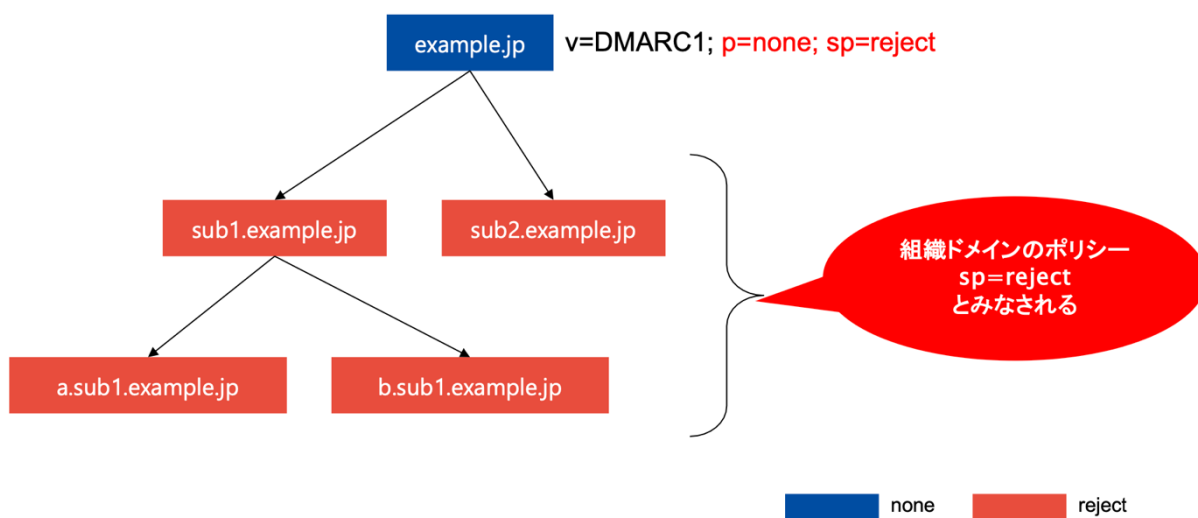 example.jp
v=DMARC1; p=none; sp=reject
sub1.example.jp
sub2.example.jp
組織ドメインのポリシー
sp=reject
とみなされる
a.sub1.example.jp
b.sub1.example.jp
none
reject